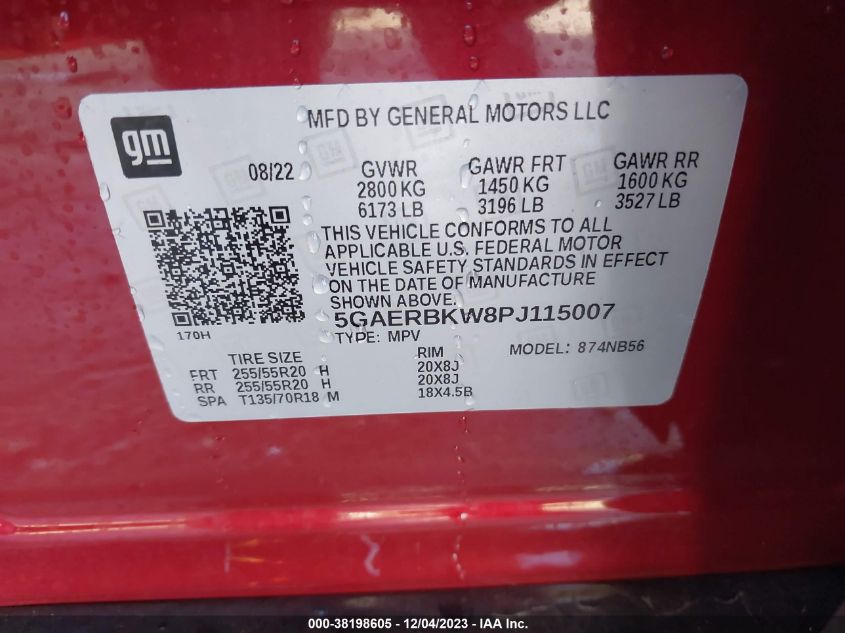 gm
MFD BY GENERAL MOTORS LLC
08/22
GVWR GAWR FRT GAWR RR
2800 KG 1450 KG 1600 KG
6173 LB 3196 LB 3527 LB
THIS VEHICLE CONFORMS TO ALL
APPLICABLE U.S. FEDERAL MOTOR
VEHICLE SAFETY STANDARDS IN EFFECT
ON THE DATE OF MANUFACTURE
SHOWN ABOVE.
170H
5GAERBKW8PJ115007
TYPE: MPV MODEL: 874NB56
TIRE SIZE RIM
FRT 255/55R20 H 20X8J
RR 255/55R20 H 20X8J
SPA T135/70R18 M 18X4.5B
000-38198605 - 12/04/2023 - IAA Inc.